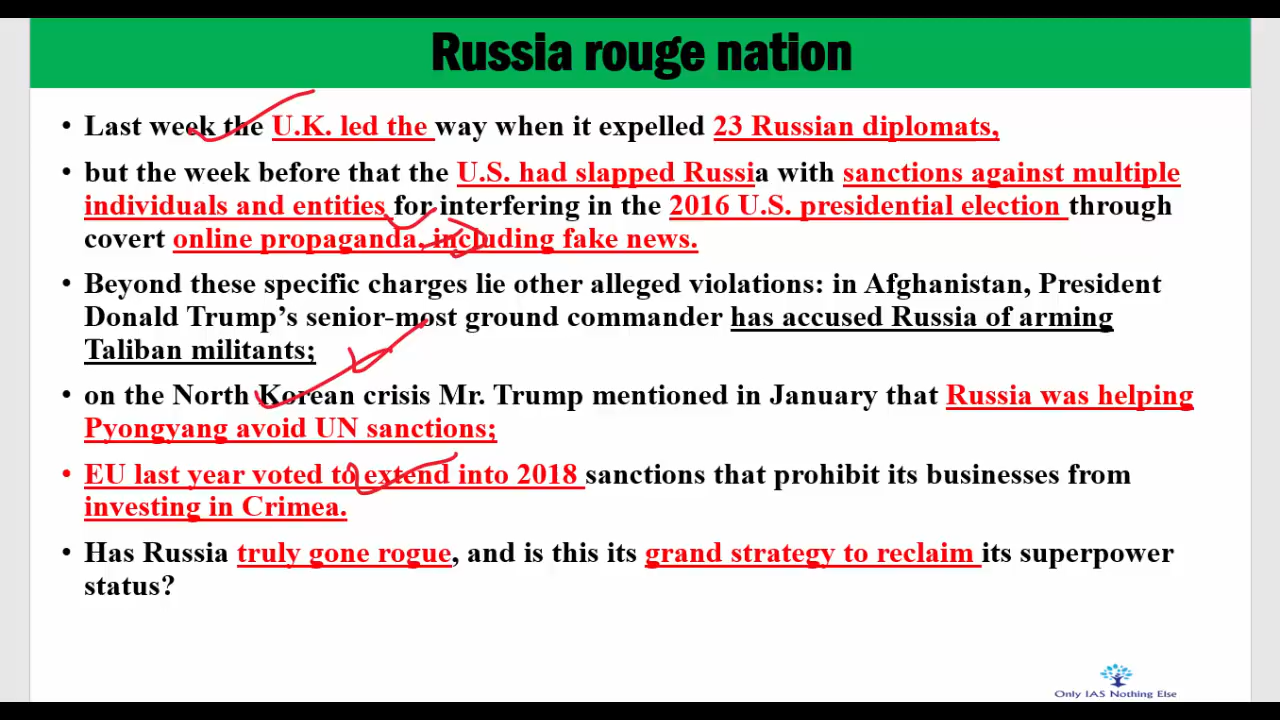 Russia rouge nation
• Last week the U.K. led the way when it expelled 23 Russian diplomats,
• but the week before that the U.S. had slapped Russia with sanctions against multiple
individuals and entities for interfering in the 2016 U.S. presidential election through
covert online propaganda, including fake news.
• Beyond these specific charges lie other alleged violations: in Afghanistan, President
Donald Trump’s senior-most ground commander has accused Russia of arming
Taliban militants;
• on the North Korean crisis Mr. Trump mentioned in January that Russia was helping
Pyongyang avoid UN sanctions;
• EU last year voted to extend into 2018 sanctions that prohibit its businesses from
investing in Crimea.
• Has Russia truly gone rogue, and is this its grand strategy to reclaim its superpower
status?
Only IAS Nothing Else